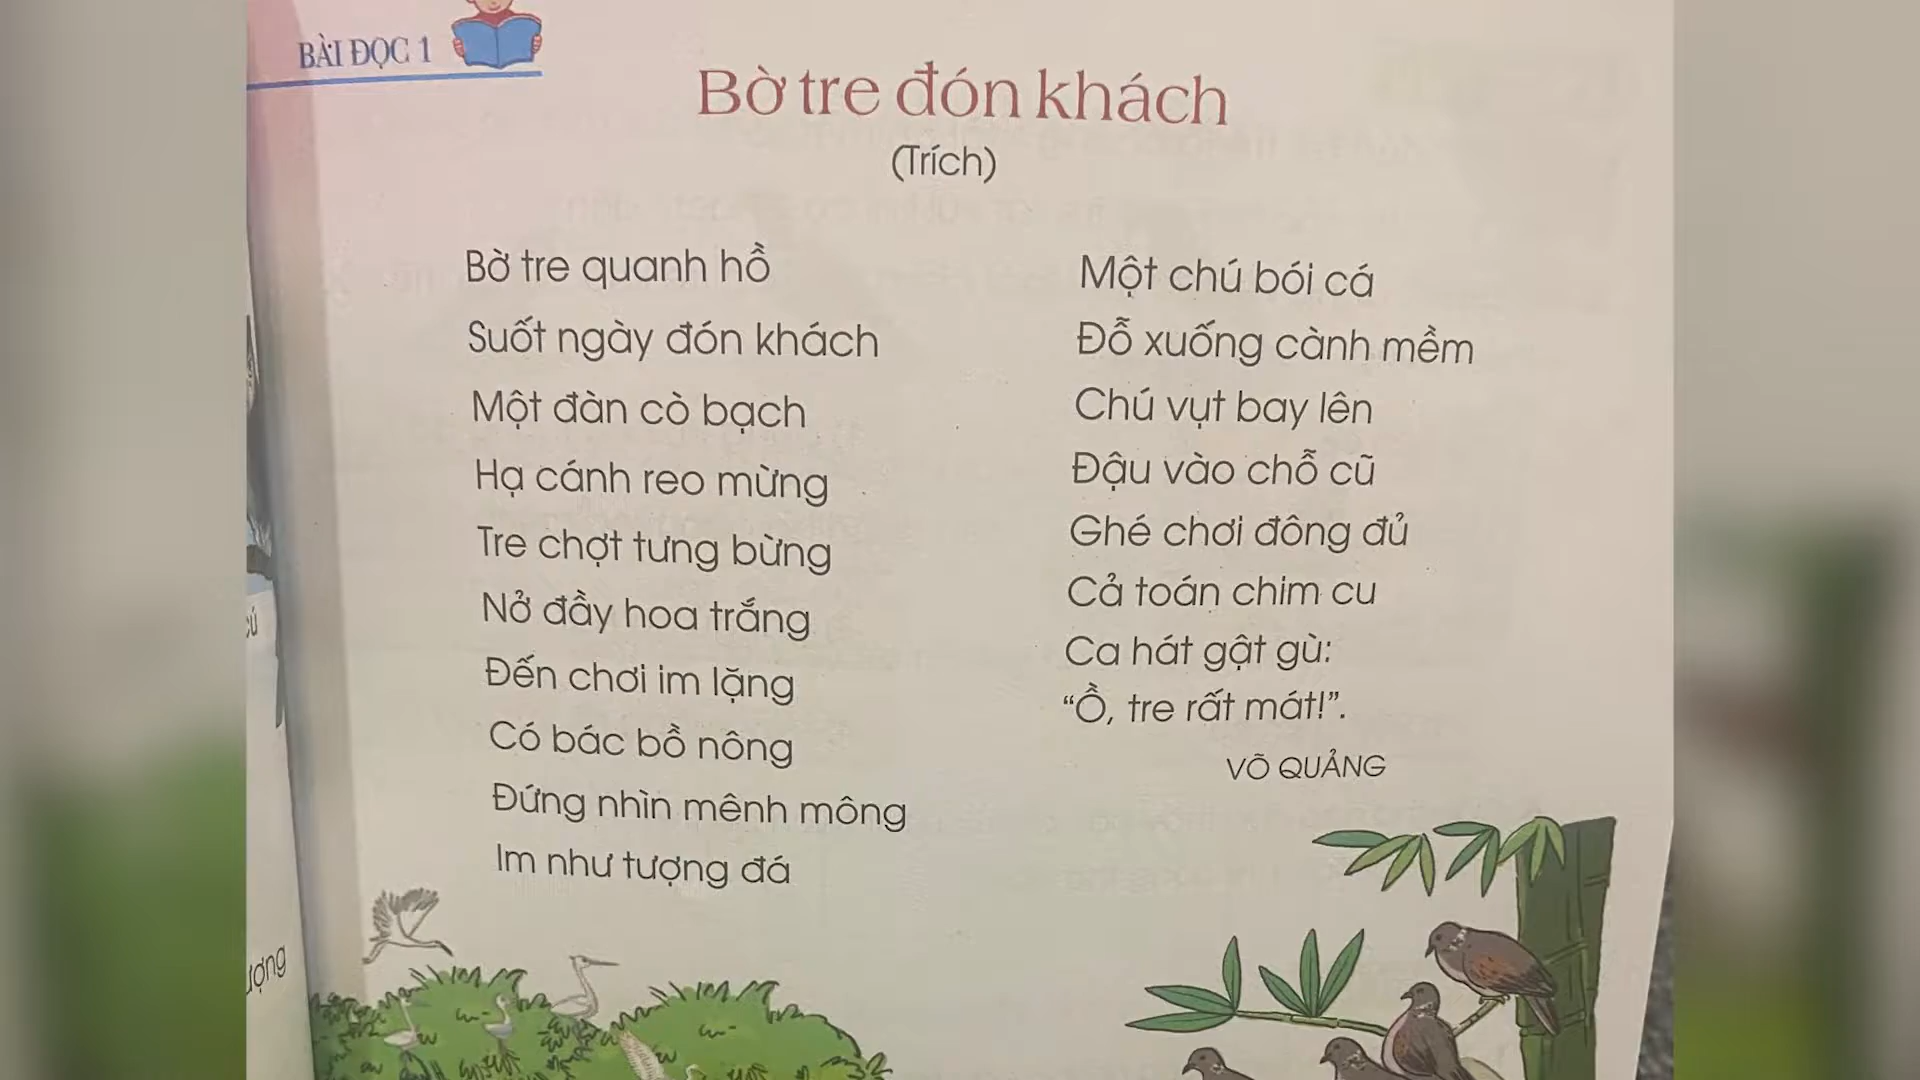 BÀI ĐỌC 1
Bờ tre đón khách
(Trích)
Bờ tre quanh hồ
Suốt ngày đón khách
Một đàn cò bạch
Hạ cánh reo mừng
Tre chợt tưng bừng
Nở đầy hoa trắng
Đến chơi im lặng
Có bác bồ nông
Đứng nhìn mênh mông
Im như tượng đá
Một chú bói cá
Đỗ xuống cành mềm
Chú vụt bay lên
Đậu vào chỗ cũ
Ghé chơi đông đủ
Cả toán chim cu
Ca hát gật gù:
“Ồ, tre rất mát!”.
VÕ QUẢNG